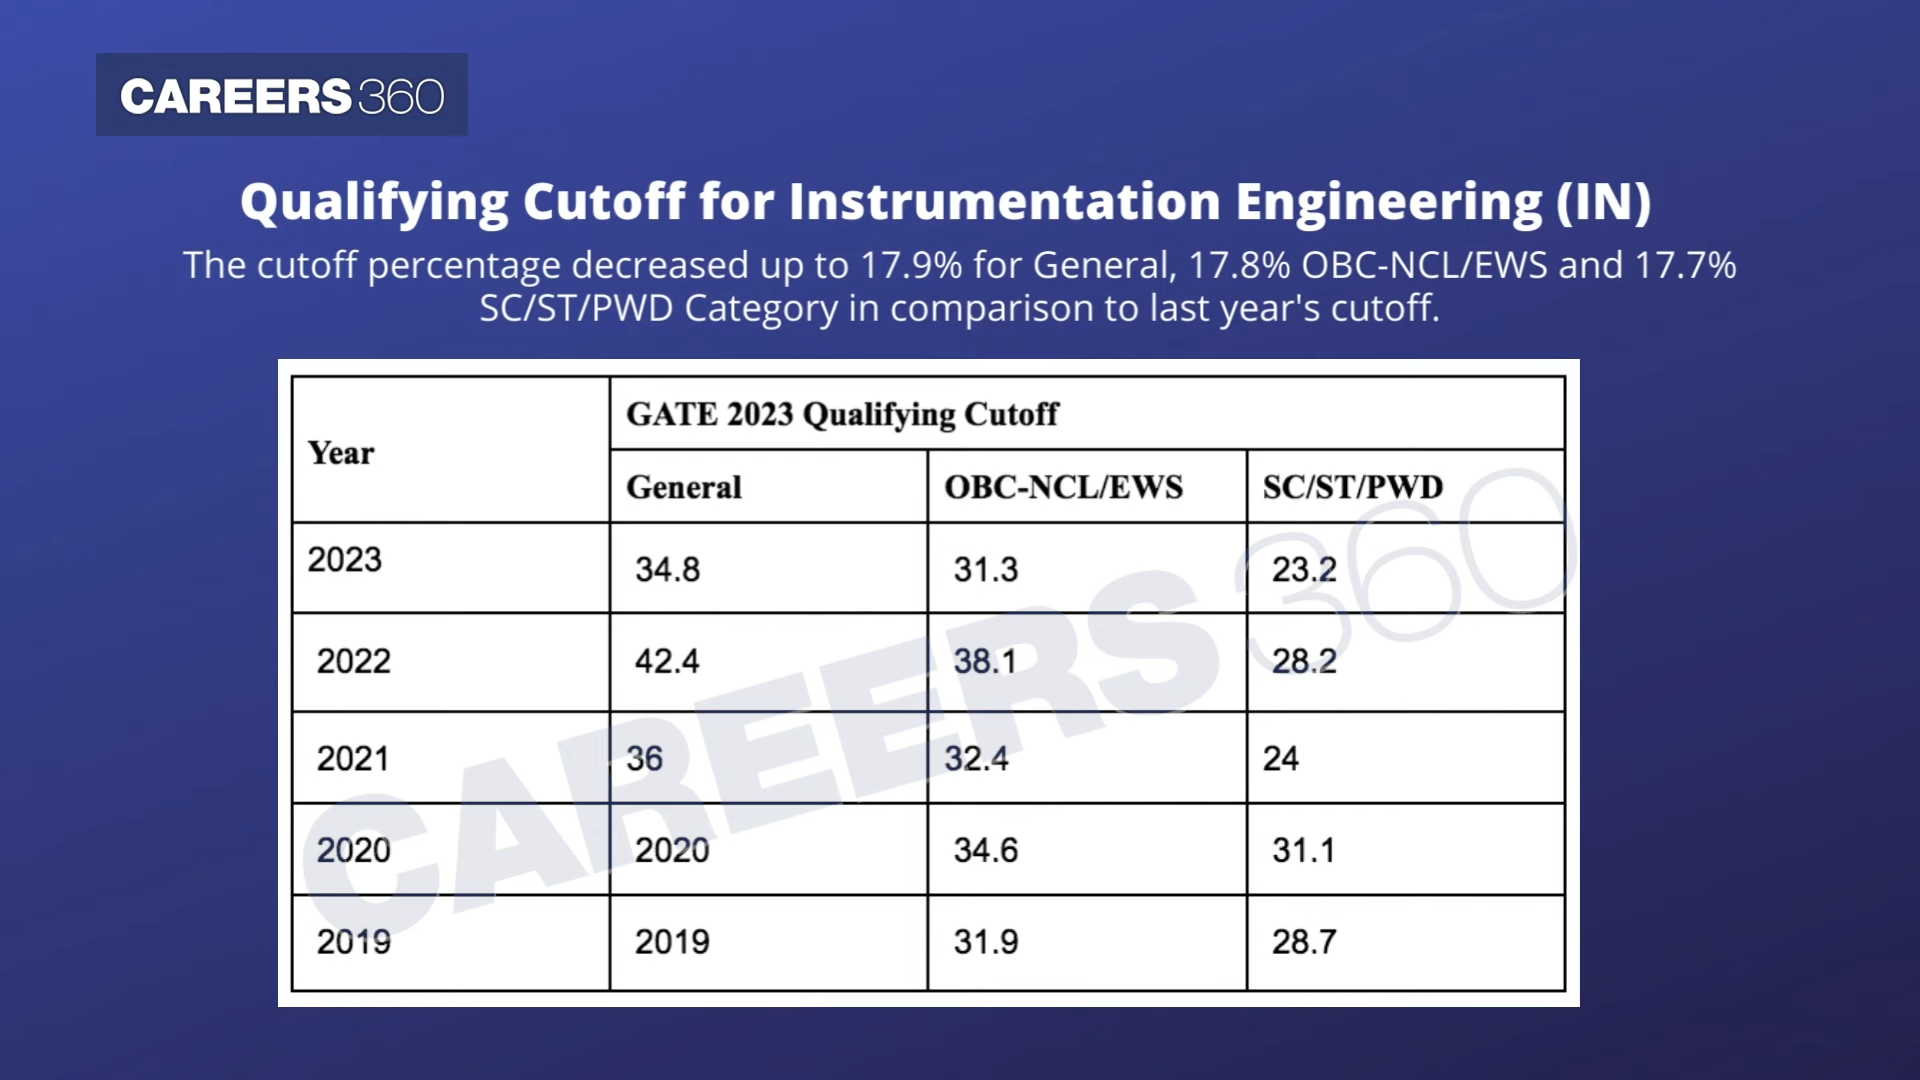 CAREERS360
Qualifying Cutoff for Instrumentation Engineering (IN)
The cutoff percentage decreased up to 17.9% for General, 17.8% OBC-NCL/EWS and 17.7%
SC/ST/PWD Category in comparison to last year's cutoff.
Year
GATE 2023 Qualifying Cutoff
General OBC-NCL/EWS SC/ST/PWD
2023 34.8 31.3 23.2
2022 42.4 38.1 28.2
2021 36 32.4 24
2020 2020 34.6 31.1
2019 2019 31.9 28.7
CAREERS360